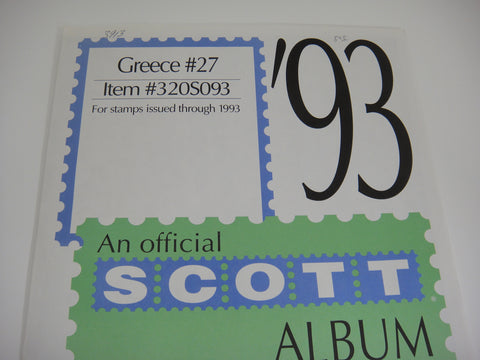 Greece #27
Item #320S093
For stamps issued through 1993
'93
An official
SCOTT
ALBUM